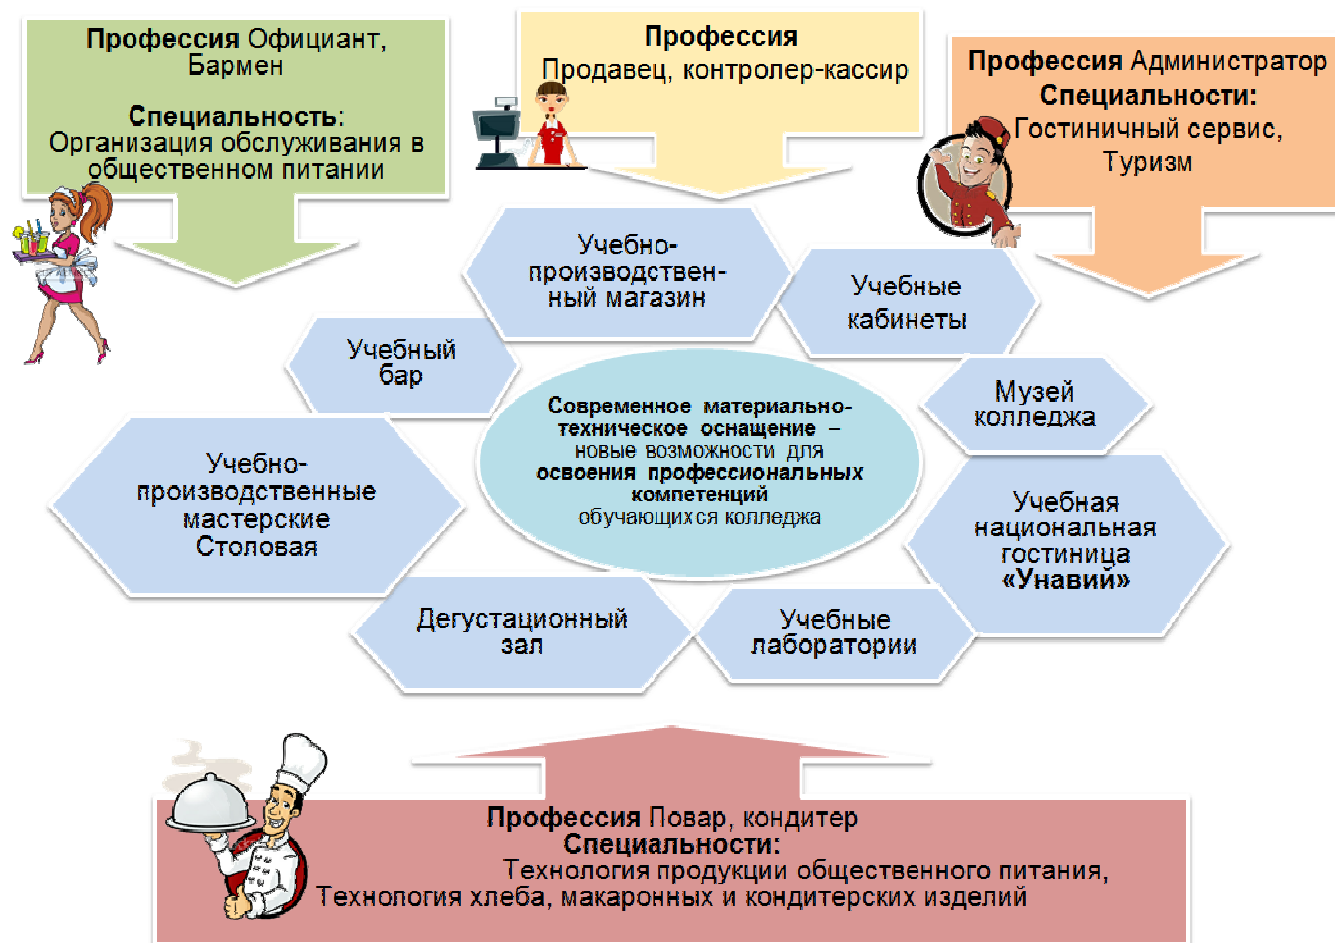 Профессия Официант,
Бармен
Специальность:
Организация обслуживания в
общественном питании
Профессия
Продавец, контролер-кассир
Профессия Администратор
Специальности:
Гостиничный сервис,
Туризм
Учебно-
производствен-
ный магазин
Учебные
кабинеты
Учебный
бар
Музей
колледжа
Современное материально-
техническое оснащение –
новые возможности для
освоения профессиональных
компетенций
обучающихся колледжа
Учебно-
производственные
мастерские
Столовая
Учебная
национальная
гостиница
«Унавий»
Дегустационный
зал
Учебные
лаборатории
Профессия Повар, кондитер
Специальности:
Технология продукции общественного питания,
Технология хлеба, макаронных и кондитерских изделий